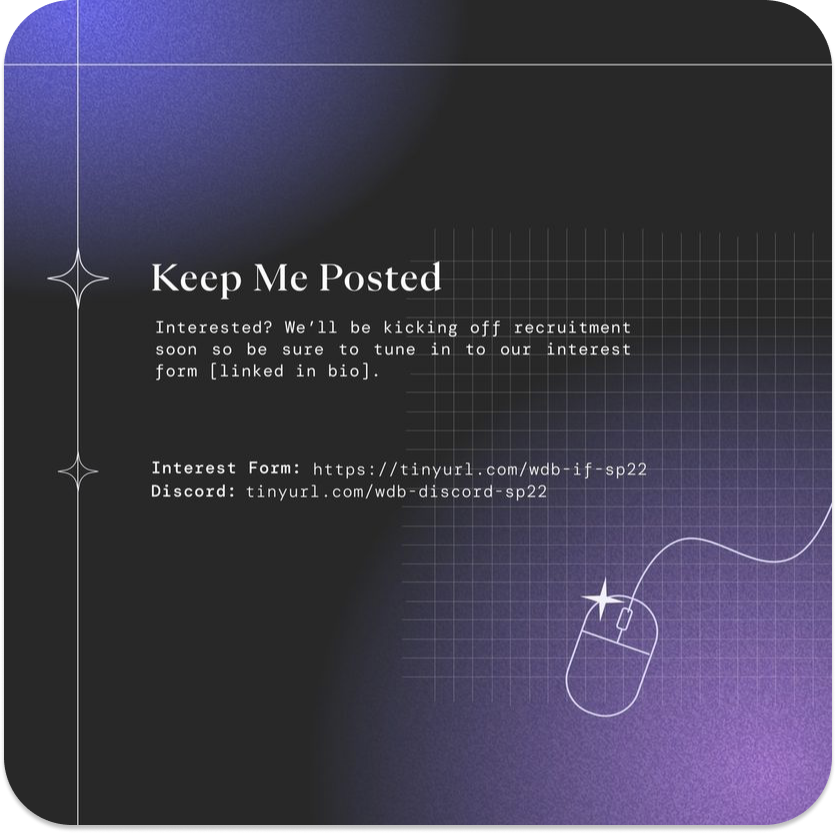 Keep Me Posted
Interested? We’ll be kicking off recruitment
soon so be sure to tune in to our interest
form [linked in bio].
Interest Form: https://tinyurl.com/wdb-if-sp22
Discord: tinyurl.com/wdb-discord-sp22